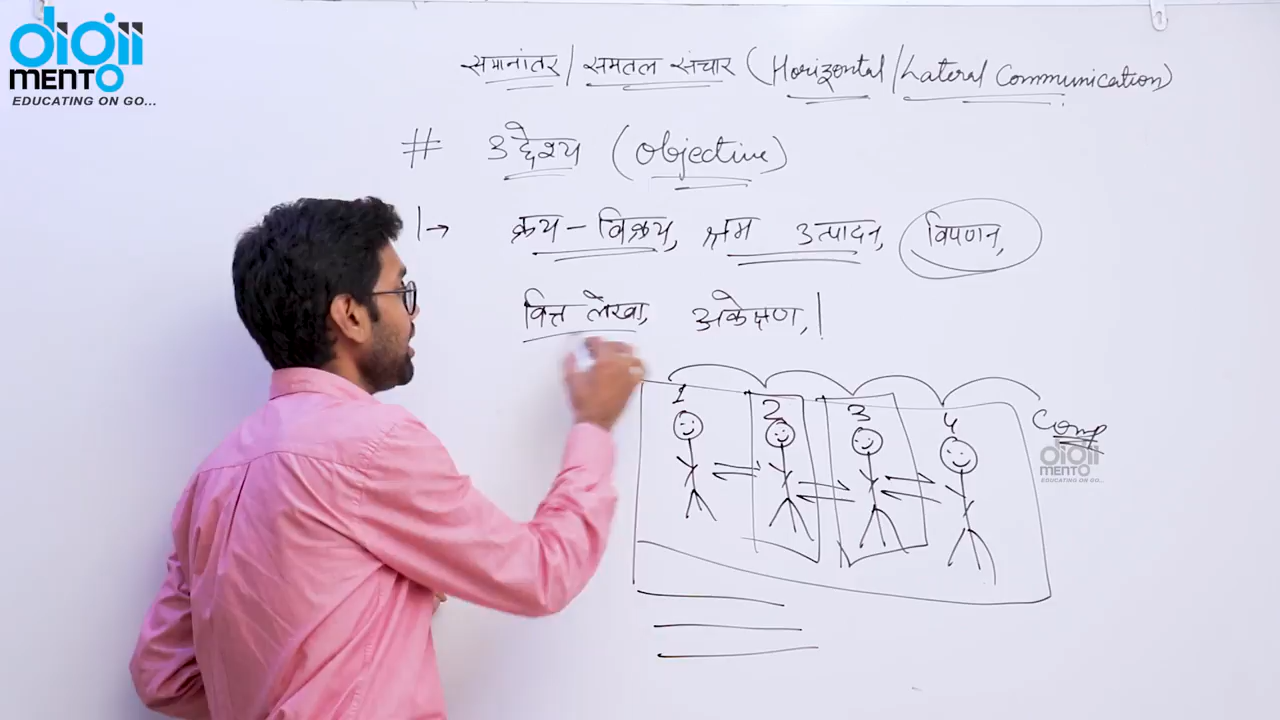 digii
MENTO
EDUCATING ON GO...
समानांतर / समतल संचार (Horizontal / Lateral Communication)
# उद्देश्य (Objective)
1→ क्रय - विक्रय, श्रम उत्पादन, विपणन,
वित्त लेखा, अंकेक्षण, |
1 2 3 4
Comp
digii
MENTO
EDUCATING ON GO...